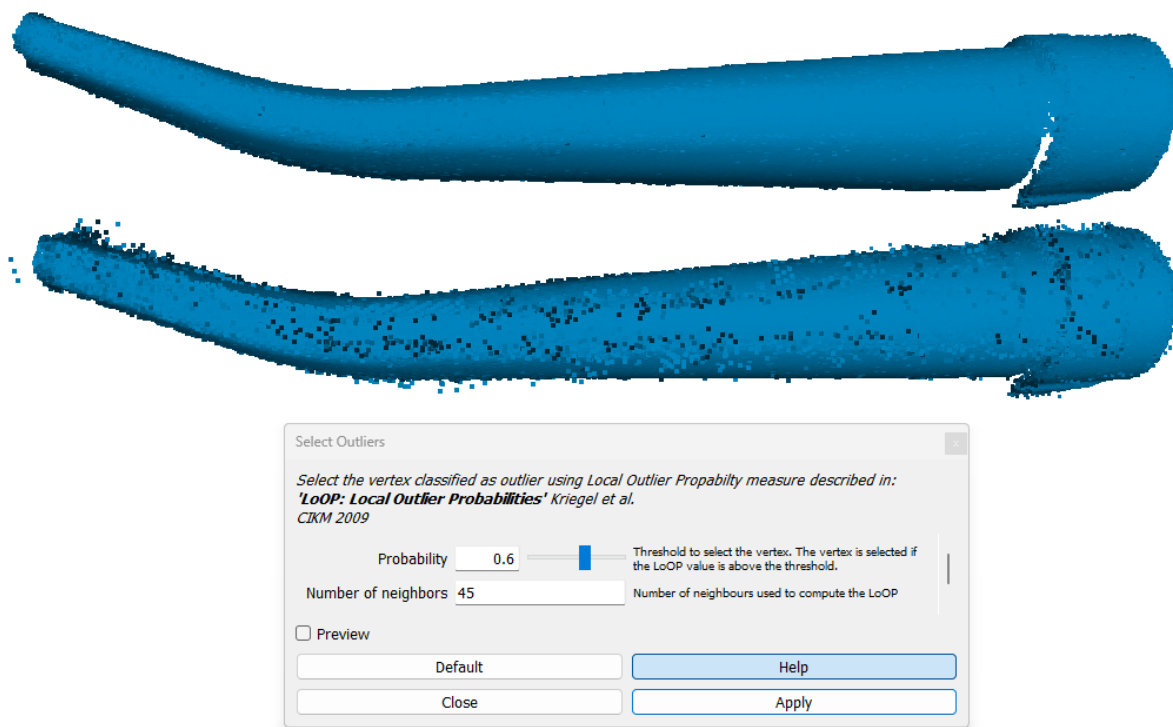 Select Outliers
x
Select the vertex classified as outlier using Local Outlier Propabilty measure described in:
'LoOP: Local Outlier Probabilities' Kriegel et al.
CIKM 2009
Probability 0.6 Threshold to select the vertex. The vertex is selected if
the LoOP value is above the threshold.
Number of neighbors 45 Number of neighbours used to compute the LoOP
Preview
Default Help
Close Apply